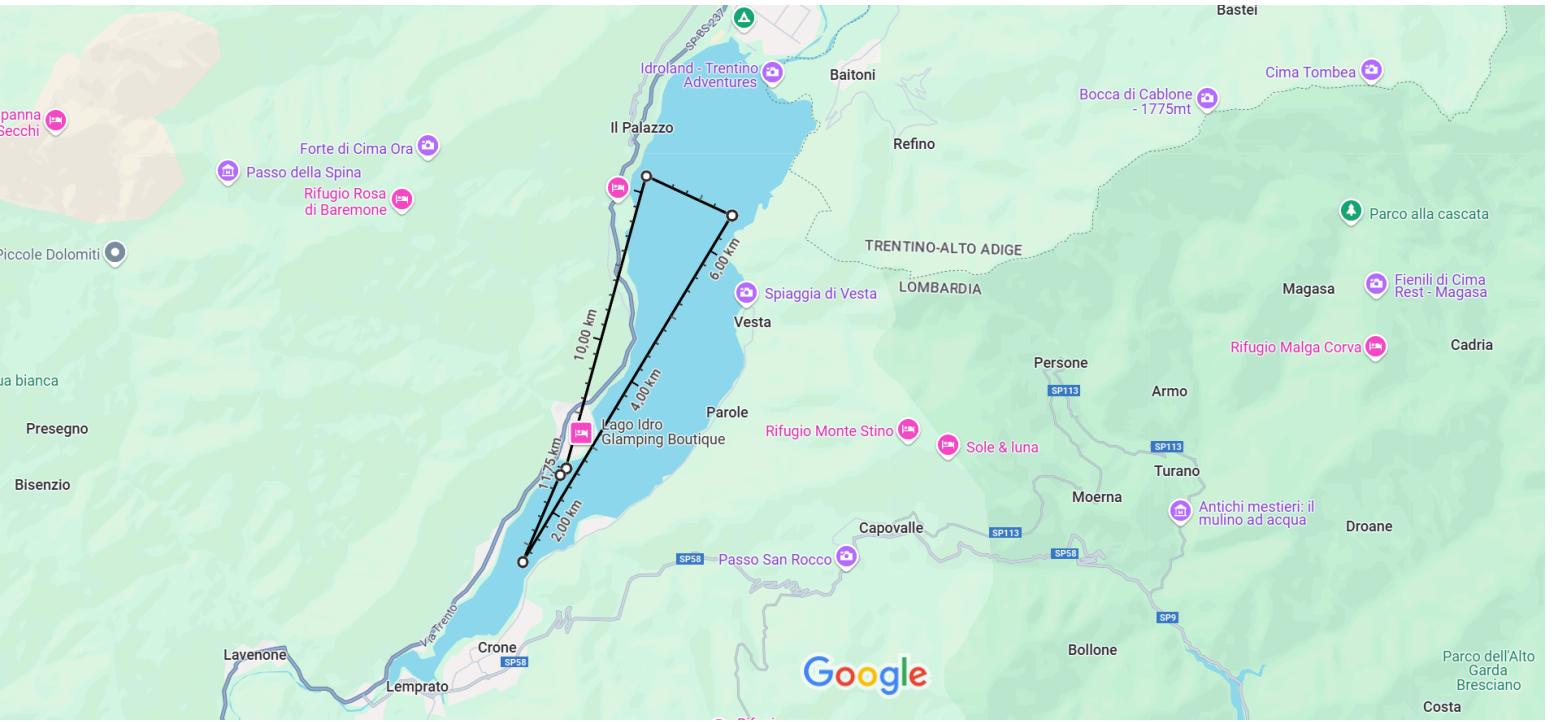 Bastei
SP-BS-237
Idroland - Trentino
Adventures
Baitoni
Cima Tombea
Bocca di Cablone
- 1775mt
panna
Secchi
Il Palazzo
Forte di Cima Ora
Refino
Passo della Spina
Rifugio Rosa
di Baremone
Parco alla cascata
Piccole Dolomiti
TRENTINO-ALTO ADIGE
6,00 km
LOMBARDIA
Fienili di Cima
Rest - Magasa
Magasa
Spiaggia di Vesta
Vesta
10,00 km
Rifugio Malga Corva
Cadria
Persone
ua bianca
SP113
Armo
4,00 km
Parole
Presegno
Lago Idro
Glamping Boutique
Rifugio Monte Stino
Sole & luna
SP113
11,75 km
Turano
Bisenzio
Moerna
Antichi mestieri: il
mulino ad acqua
2,00 km
Capovalle
SP113
Droane
SP58
Passo San Rocco
SP58
Via Trento
SP9
Crone
SP58
Lavenone
Bollone
Google
Parco dell'Alto
Garda
Bresciano
Lemprato
Costa